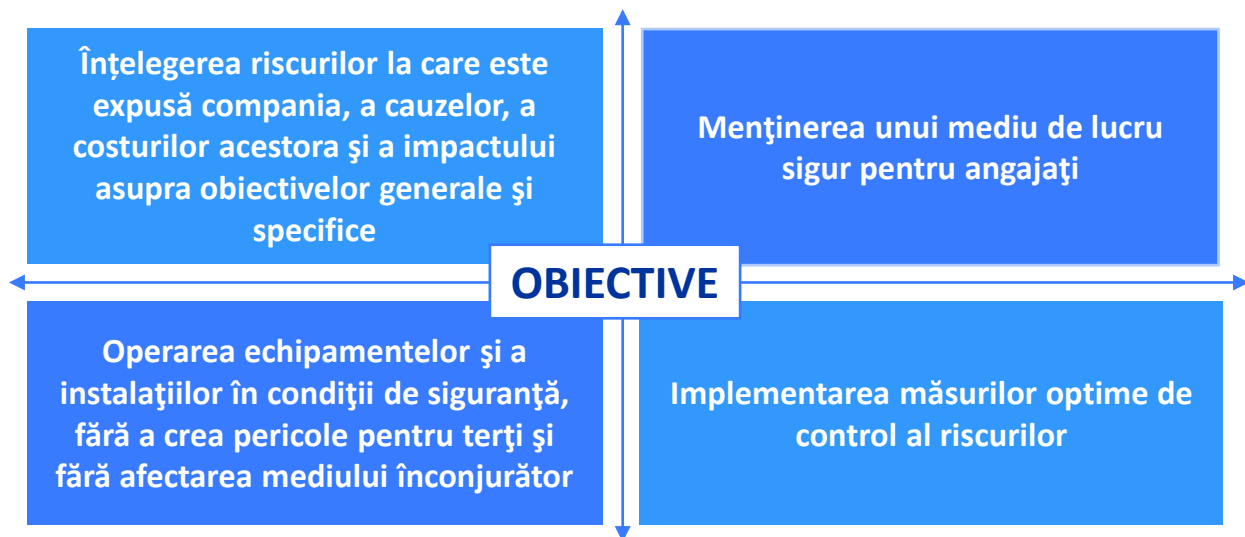 Înțelegerea riscurilor la care este
expusă compania, a cauzelor, a
costurilor acestora şi a impactului
asupra obiectivelor generale şi
specifice
Menţinerea unui mediu de lucru
sigur pentru angajaţi
OBIECTIVE
Operarea echipamentelor şi a
instalaţiilor în condiţii de siguranţă,
fără a crea pericole pentru terţi şi
fără afectarea mediului înconjurător
Implementarea măsurilor optime de
control al riscurilor